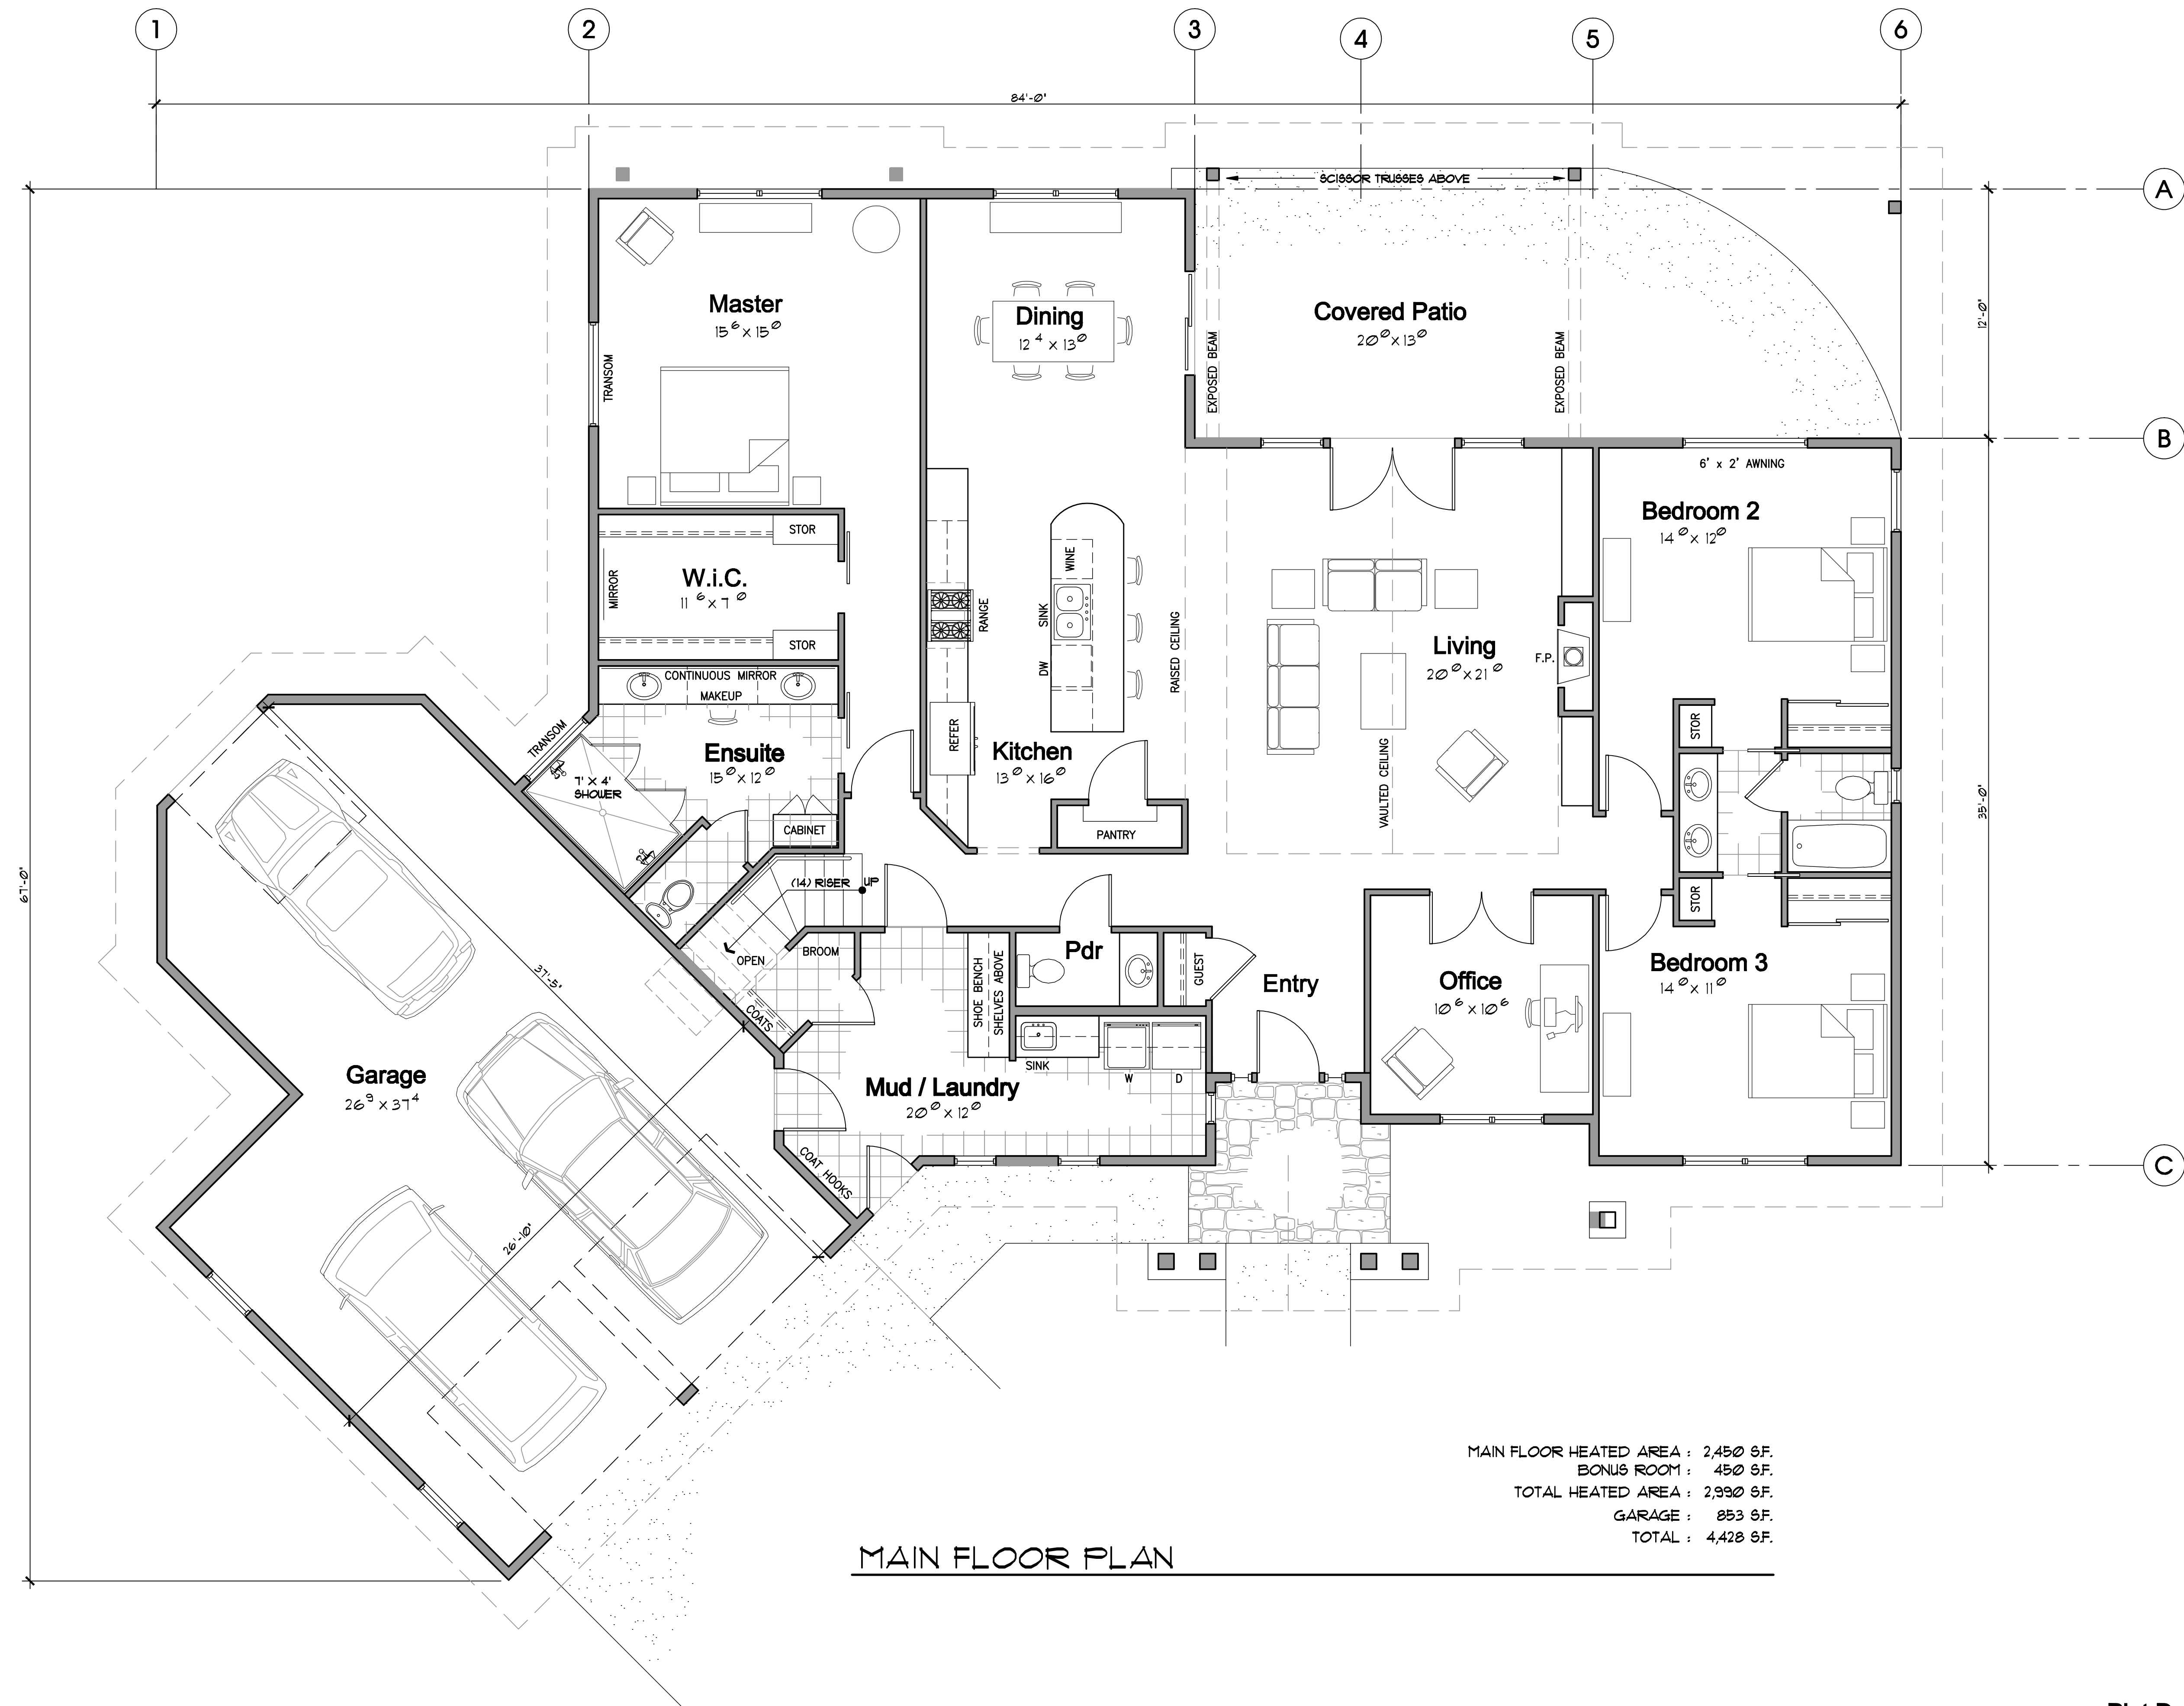 1
2
3
4
5
6
84'-0"
A
SCISSOR TRUSSES ABOVE
Master
15⁶ x 15⁰
TRANSOM
Dining
12⁴ x 13⁰
EXPOSED BEAM
Covered Patio
20⁰ x 13⁰
EXPOSED BEAM
12'-0"
B
6' x 2' AWNING
Bedroom 2
14⁰ x 12⁰
STOR
W.i.C.
11⁶ x 7⁰
MIRROR
STOR
RANGE
WINE
SINK
DW
RAISED CEILING
Living
20⁰ x 21⁰
F.P.
CONTINUOUS MIRROR
MAKEUP
TRANSOM
Ensuite
15⁰ x 12⁰
7' X 4'
SHOWER
CABINET
REFER
Kitchen
13⁰ x 16⁰
PANTRY
VAULTED CEILING
STOR
35'-0"
67'-0"
(14) RISER
UP
STOR
OPEN
BROOM
COATS
SHOE BENCH
SHELVES ABOVE
Pdr
GUEST
Entry
Office
10⁶ x 10⁶
Bedroom 3
14⁰ x 11⁰
37'-5"
Garage
26⁹ x 37⁴
SINK
W
D
Mud / Laundry
20⁰ x 12⁰
COAT HOOKS
C
26'-10"
MAIN FLOOR HEATED AREA : 2,450 S.F.
BONUS ROOM : 450 S.F.
TOTAL HEATED AREA : 2,990 S.F.
GARAGE : 853 S.F.
TOTAL : 4,428 S.F.
MAIN FLOOR PLAN